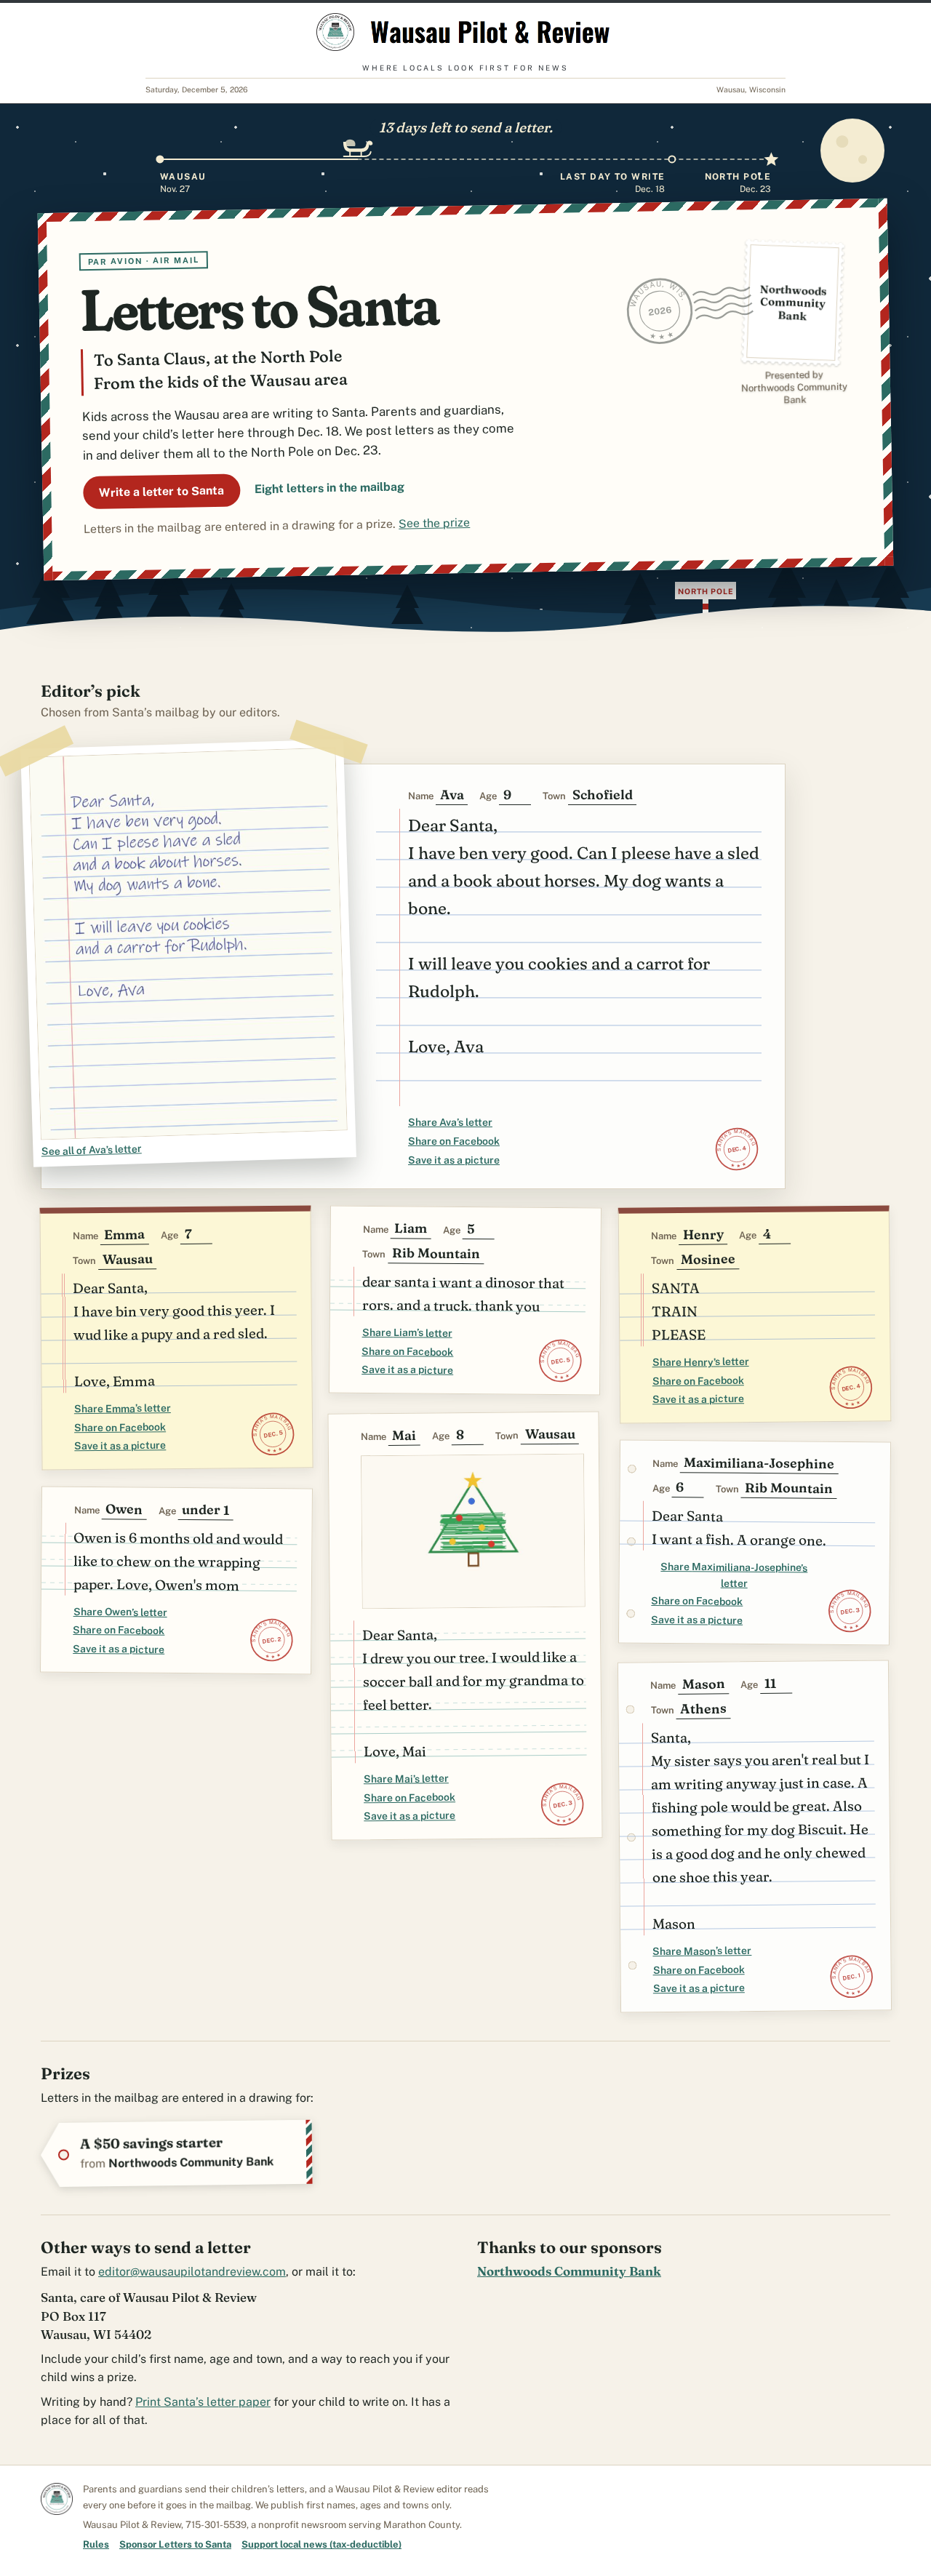 Wausau Pilot & Review
WHERE LOCALS LOOK FIRST FOR NEWS
Saturday, December 5, 2026
Wausau, Wisconsin
13 days left to send a letter.
WAUSAU
Nov. 27
LAST DAY TO WRITE
Dec. 18
NORTH POLE
Dec. 23
PAR AVION · AIR MAIL
Letters to Santa
To Santa Claus, at the North Pole
From the kids of the Wausau area
Kids across the Wausau area are writing to Santa. Parents and guardians,
send your child’s letter here through Dec. 18. We post letters as they come
in and deliver them all to the North Pole on Dec. 23.
Write a letter to Santa
Eight letters in the mailbag
Letters in the mailbag are entered in a drawing for a prize. See the prize
WAUSAU, WIS
2026
Northwoods
Community
Bank
Presented by
Northwoods Community
Bank
NORTH POLE
Editor’s pick
Chosen from Santa’s mailbag by our editors.
Dear Santa,
I have ben very good.
Can I pleese have a sled
and a book about horses.
My dog wants a bone.
I will leave you cookies
and a carrot for Rudolph.
Love, Ava
See all of Ava’s letter
Name Ava Age 9 Town Schofield
Dear Santa,
I have ben very good. Can I pleese have a sled
and a book about horses. My dog wants a
bone.
I will leave you cookies and a carrot for
Rudolph.
Love, Ava
Share Ava’s letter
Share on Facebook
Save it as a picture
SANTA'S MAILBAG
DEC. 4
Name Emma Age 7
Town Wausau
Dear Santa,
I have bin very good this yeer. I
wud like a pupy and a red sled.
Love, Emma
Share Emma’s letter
Share on Facebook
Save it as a picture
SANTA'S MAILBAG
DEC. 5
Name Liam Age 5
Town Rib Mountain
dear santa i want a dinosor that
rors. and a truck. thank you
Share Liam’s letter
Share on Facebook
Save it as a picture
SANTA'S MAILBAG
DEC. 5
Name Henry Age 4
Town Mosinee
SANTA
TRAIN
PLEASE
Share Henry’s letter
Share on Facebook
Save it as a picture
SANTA'S MAILBAG
DEC. 4
Name Owen Age under 1
Owen is 6 months old and would
like to chew on the wrapping
paper. Love, Owen's mom
Share Owen’s letter
Share on Facebook
Save it as a picture
SANTA'S MAILBAG
DEC. 2
Name Mai Age 8 Town Wausau
Dear Santa,
I drew you our tree. I would like a
soccer ball and for my grandma to
feel better.
Love, Mai
Share Mai’s letter
Share on Facebook
Save it as a picture
SANTA'S MAILBAG
DEC. 3
Name Maximiliana-Josephine
Age 6 Town Rib Mountain
Dear Santa
I want a fish. A orange one.
Share Maximiliana-Josephine’s
letter
Share on Facebook
Save it as a picture
SANTA'S MAILBAG
DEC. 3
Name Mason Age 11
Town Athens
Santa,
My sister says you aren't real but I
am writing anyway just in case. A
fishing pole would be great. Also
something for my dog Biscuit. He
is a good dog and he only chewed
one shoe this year.
Mason
Share Mason’s letter
Share on Facebook
Save it as a picture
SANTA'S MAILBAG
DEC. 1
Prizes
Letters in the mailbag are entered in a drawing for:
A $50 savings starter
from Northwoods Community Bank
Other ways to send a letter
Email it to editor@wausaupilotandreview.com, or mail it to:
Santa, care of Wausau Pilot & Review
PO Box 117
Wausau, WI 54402
Include your child’s first name, age and town, and a way to reach you if your
child wins a prize.
Writing by hand? Print Santa’s letter paper for your child to write on. It has a
place for all of that.
Thanks to our sponsors
Northwoods Community Bank
Parents and guardians send their children’s letters, and a Wausau Pilot & Review editor reads
every one before it goes in the mailbag. We publish first names, ages and towns only.
Wausau Pilot & Review, 715-301-5539, a nonprofit newsroom serving Marathon County.
Rules Sponsor Letters to Santa Support local news (tax-deductible)